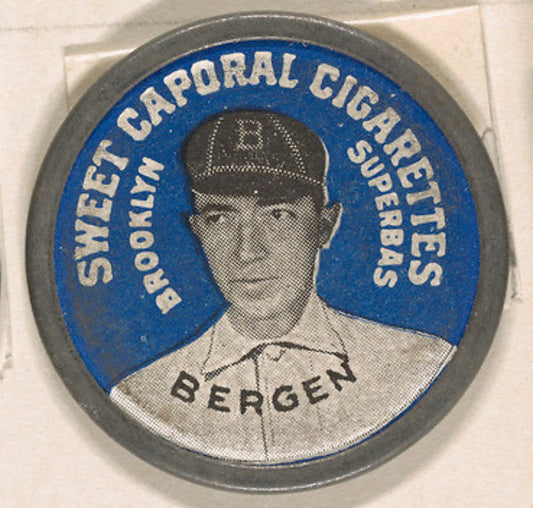 SWEET CAPORAL CIGARETTES
BROOKLYN
SUPERBAS
B
BERGEN